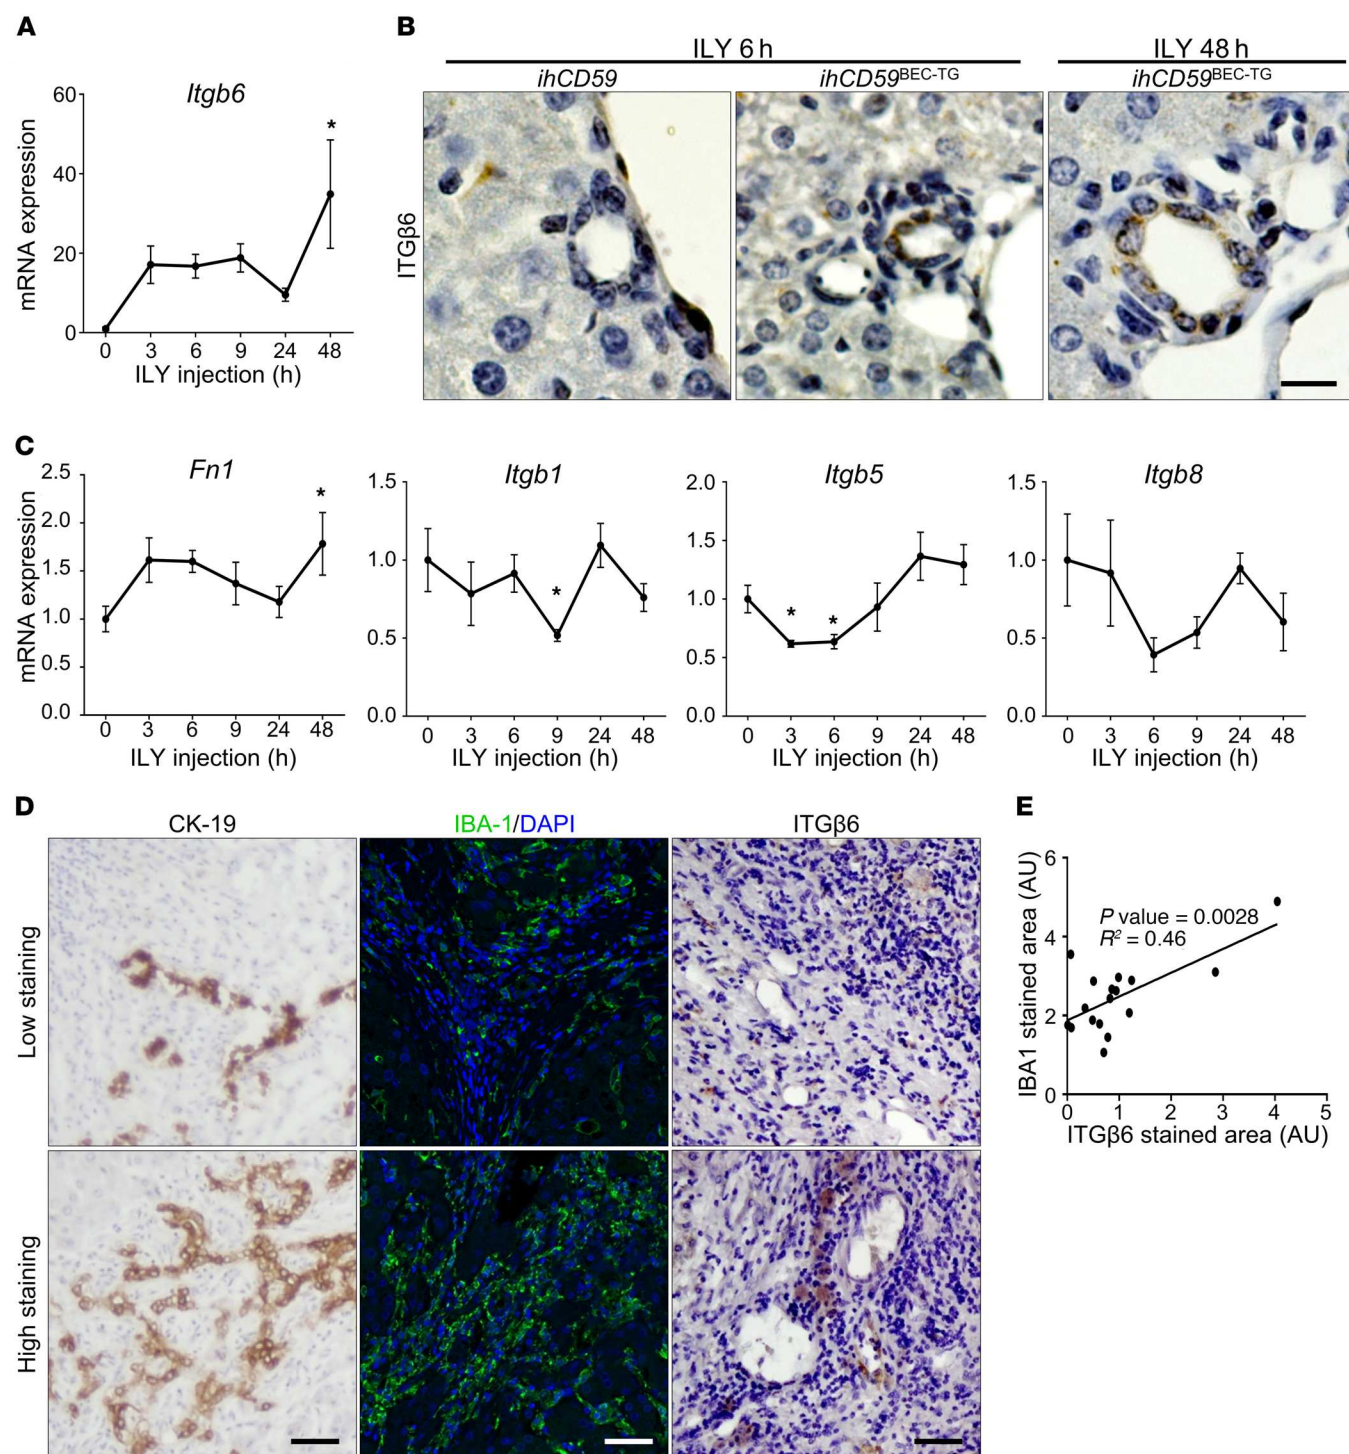 A
Itgb6
mRNA expression
60
40
20
0
*
0 3 6 9 24 48
ILY injection (h)
B
ILY 6 h
ILY 48 h
ihCD59
ihCD59BEC-TG
ihCD59BEC-TG
ITGβ6
C
Fn1
mRNA expression
2.5
2.0
1.5
1.0
0.5
0.0
*
0 3 6 9 24 48
ILY injection (h)
Itgb1
1.5
1.0
0.5
0.0
*
0 3 6 9 24 48
ILY injection (h)
Itgb5
2.0
1.5
1.0
0.5
0.0
* *
0 3 6 9 24 48
ILY injection (h)
Itgb8
1.5
1.0
0.5
0.0
0 3 6 9 24 48
ILY injection (h)
D
CK-19
IBA-1/DAPI
ITGβ6
Low staining
High staining
E
IBA1 stained area (AU)
6
4
2
0
P value = 0.0028
R² = 0.46
0 1 2 3 4 5
ITGβ6 stained area (AU)